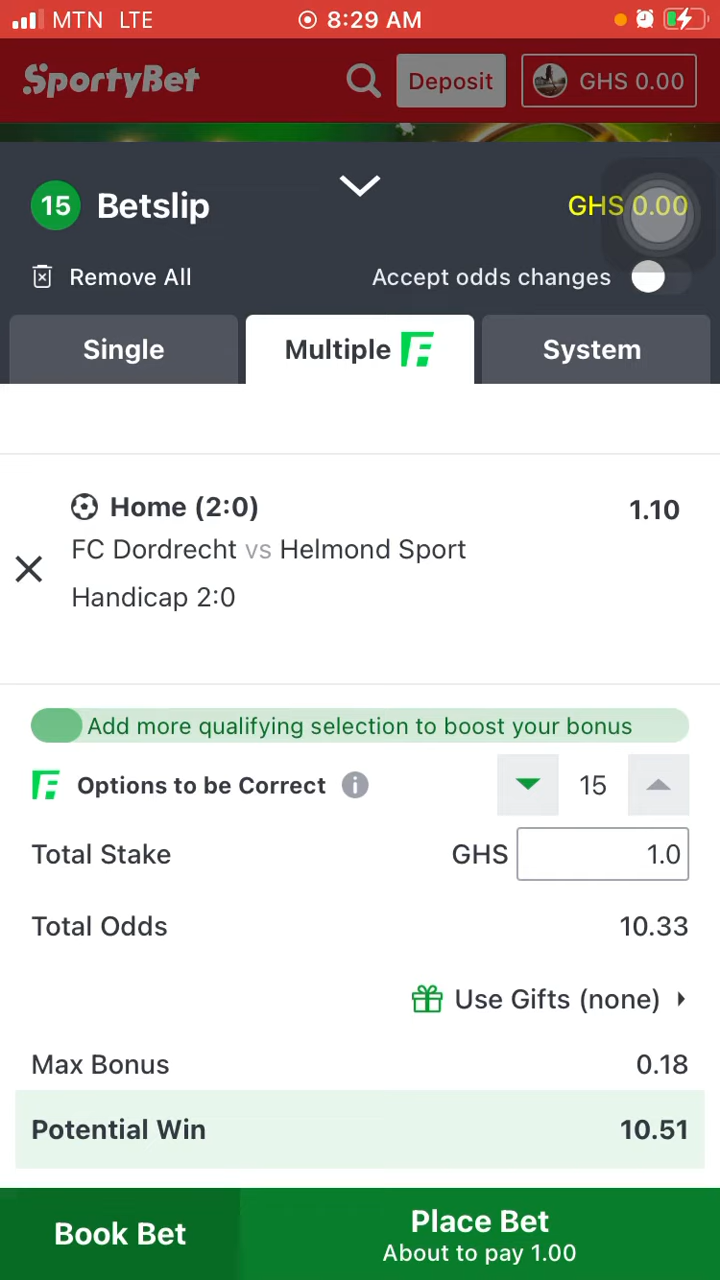 MTN LTE 8:29 AM
SportyBet Deposit GHS 0.00
15 Betslip GHS 0.00
Remove All Accept odds changes
Single Multiple F System
Home (2:0) 1.10
FC Dordrecht vs Helmond Sport
Handicap 2:0
Add more qualifying selection to boost your bonus
F Options to be Correct i 15
Total Stake GHS 1.0
Total Odds 10.33
Use Gifts (none)
Max Bonus 0.18
Potential Win 10.51
Book Bet Place Bet
About to pay 1.00